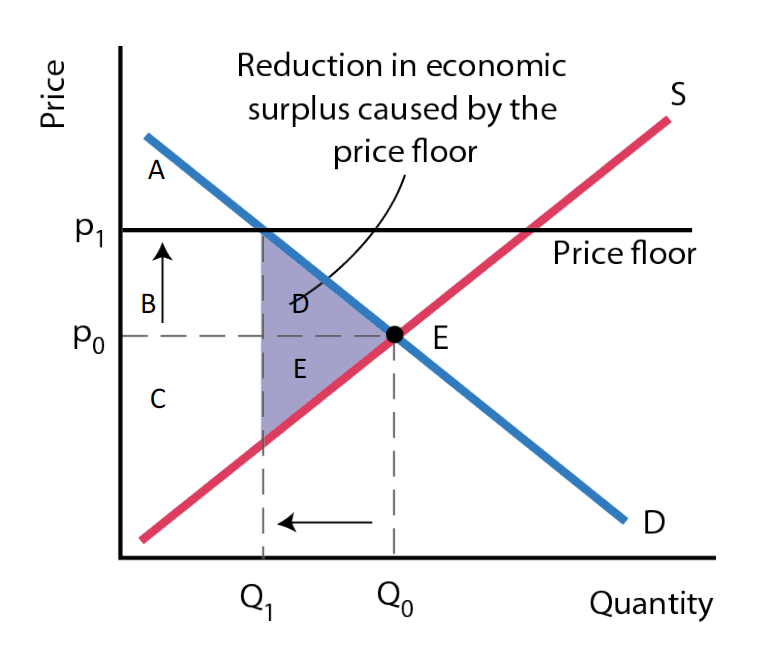 Price
Reduction in economic
surplus caused by the
price floor
S
A
p1
Price floor
B
D
p0
E
E
C
D
Q1
Q0
Quantity